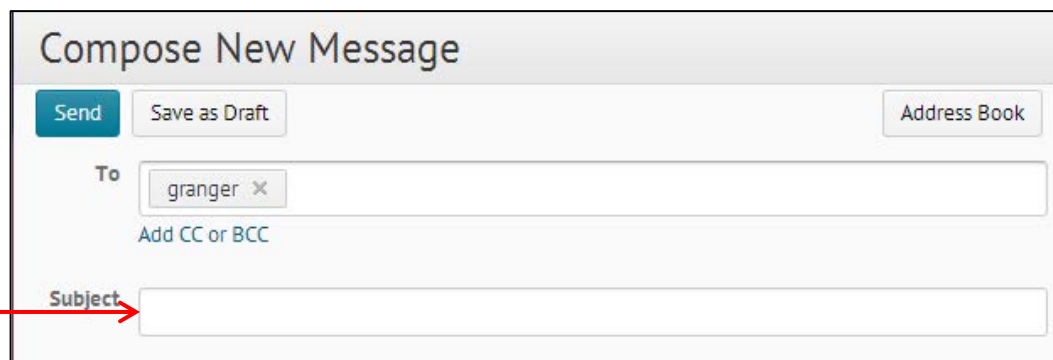 Compose New Message
Send Save as Draft Address Book
To granger ×
Add CC or BCC
Subject